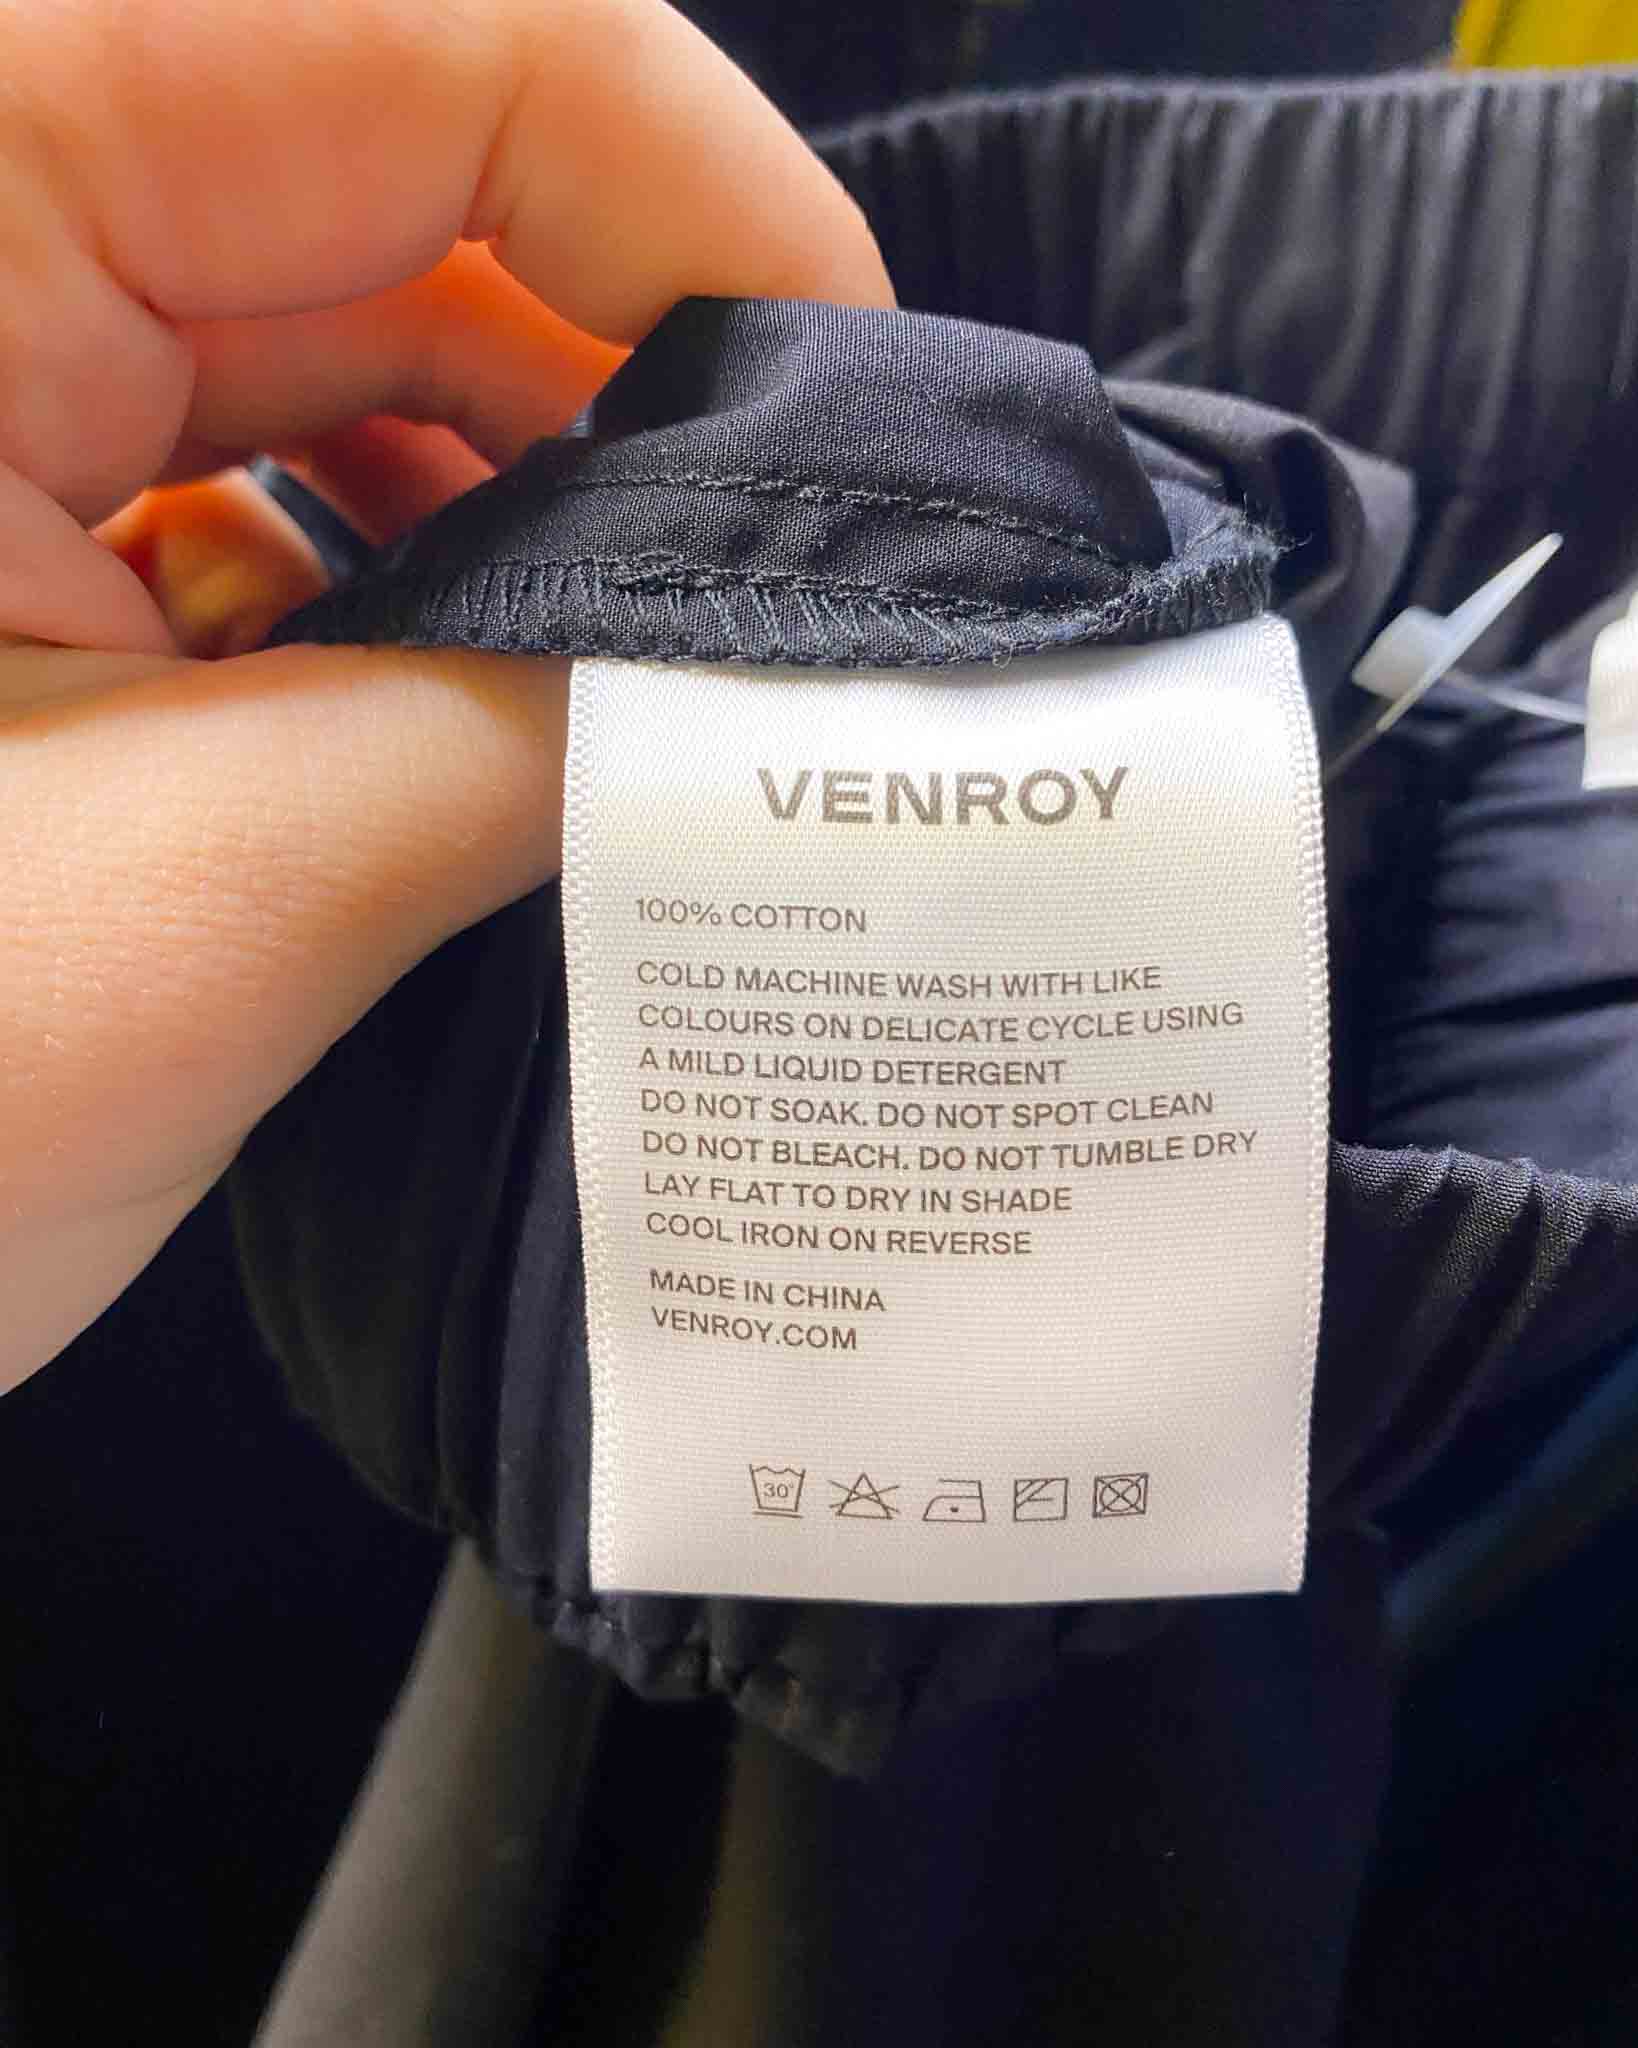 VENROY
100% COTTON
COLD MACHINE WASH WITH LIKE
COLOURS ON DELICATE CYCLE USING
A MILD LIQUID DETERGENT
DO NOT SOAK. DO NOT SPOT CLEAN
DO NOT BLEACH. DO NOT TUMBLE DRY
LAY FLAT TO DRY IN SHADE
COOL IRON ON REVERSE
MADE IN CHINA
VENROY.COM
30°